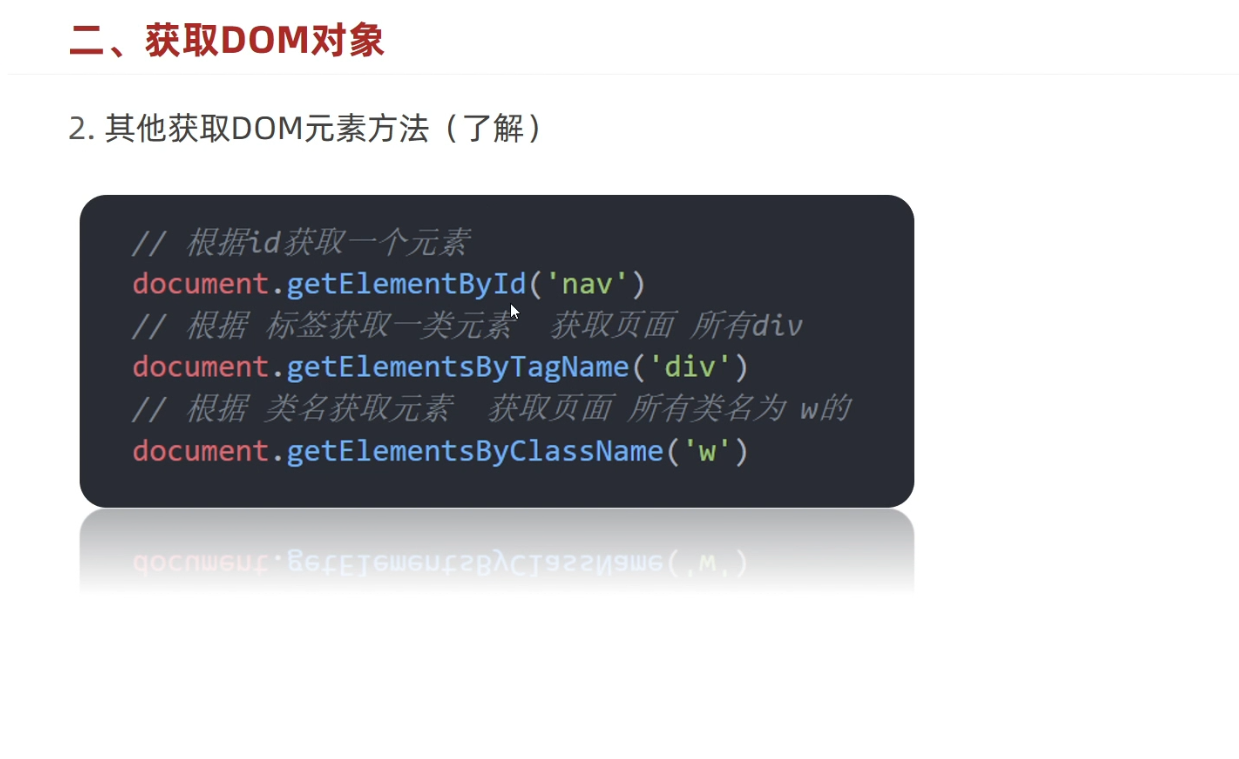 二、获取DOM对象
2. 其他获取DOM元素方法（了解）
// 根据id获取一个元素
document.getElementById('nav')
// 根据 标签获取一类元素  获取页面 所有div
document.getElementsByTagName('div')
// 根据 类名获取元素  获取页面 所有类名为 w的
document.getElementsByClassName('w')